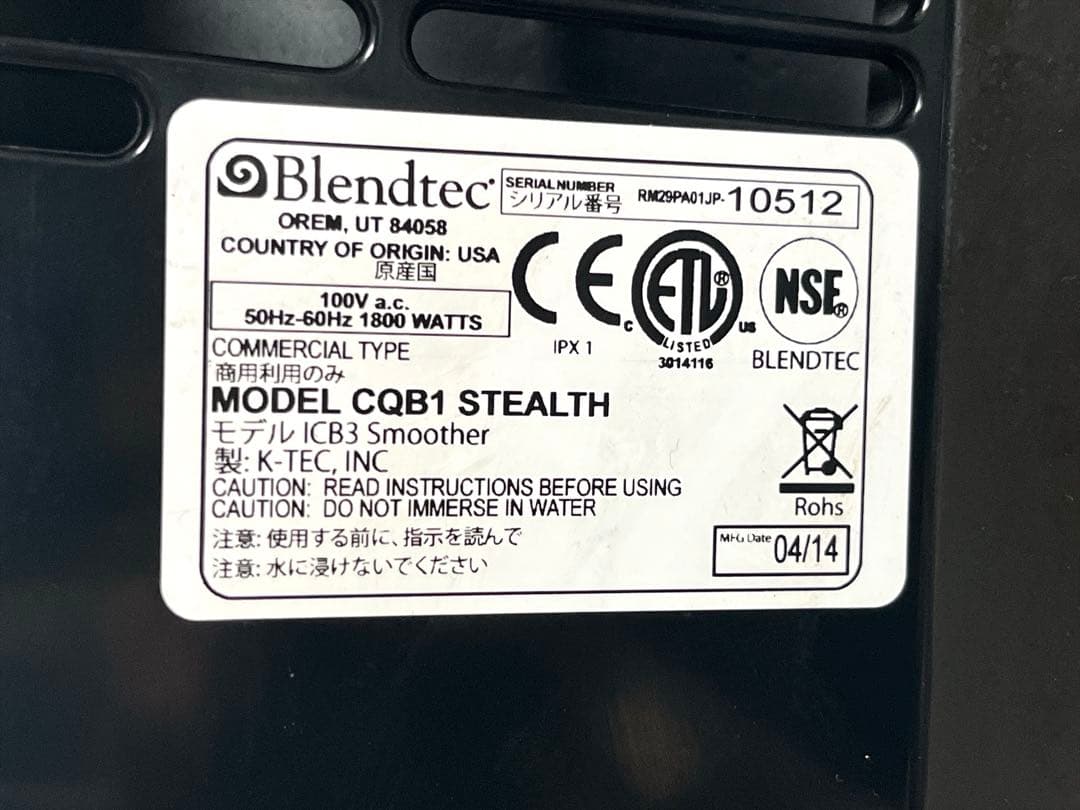 Blendtec
OREM, UT 84058
COUNTRY OF ORIGIN: USA
原産国
SERIAL NUMBER
シリアル番号
RM29PA01JP-10512
100V a.c.
50Hz-60Hz 1800 WATTS
CE
IPX 1
C ETL ® US
LISTED
3014116
NSF®
BLENDTEC
COMMERCIAL TYPE
商用利用のみ
MODEL CQB1 STEALTH
モデル ICB3 Smoother
製: K-TEC, INC
CAUTION: READ INSTRUCTIONS BEFORE USING
CAUTION: DO NOT IMMERSE IN WATER
注意: 使用する前に、指示を読んで
注意: 水に浸けないでください
Rohs
MFG Date 04/14